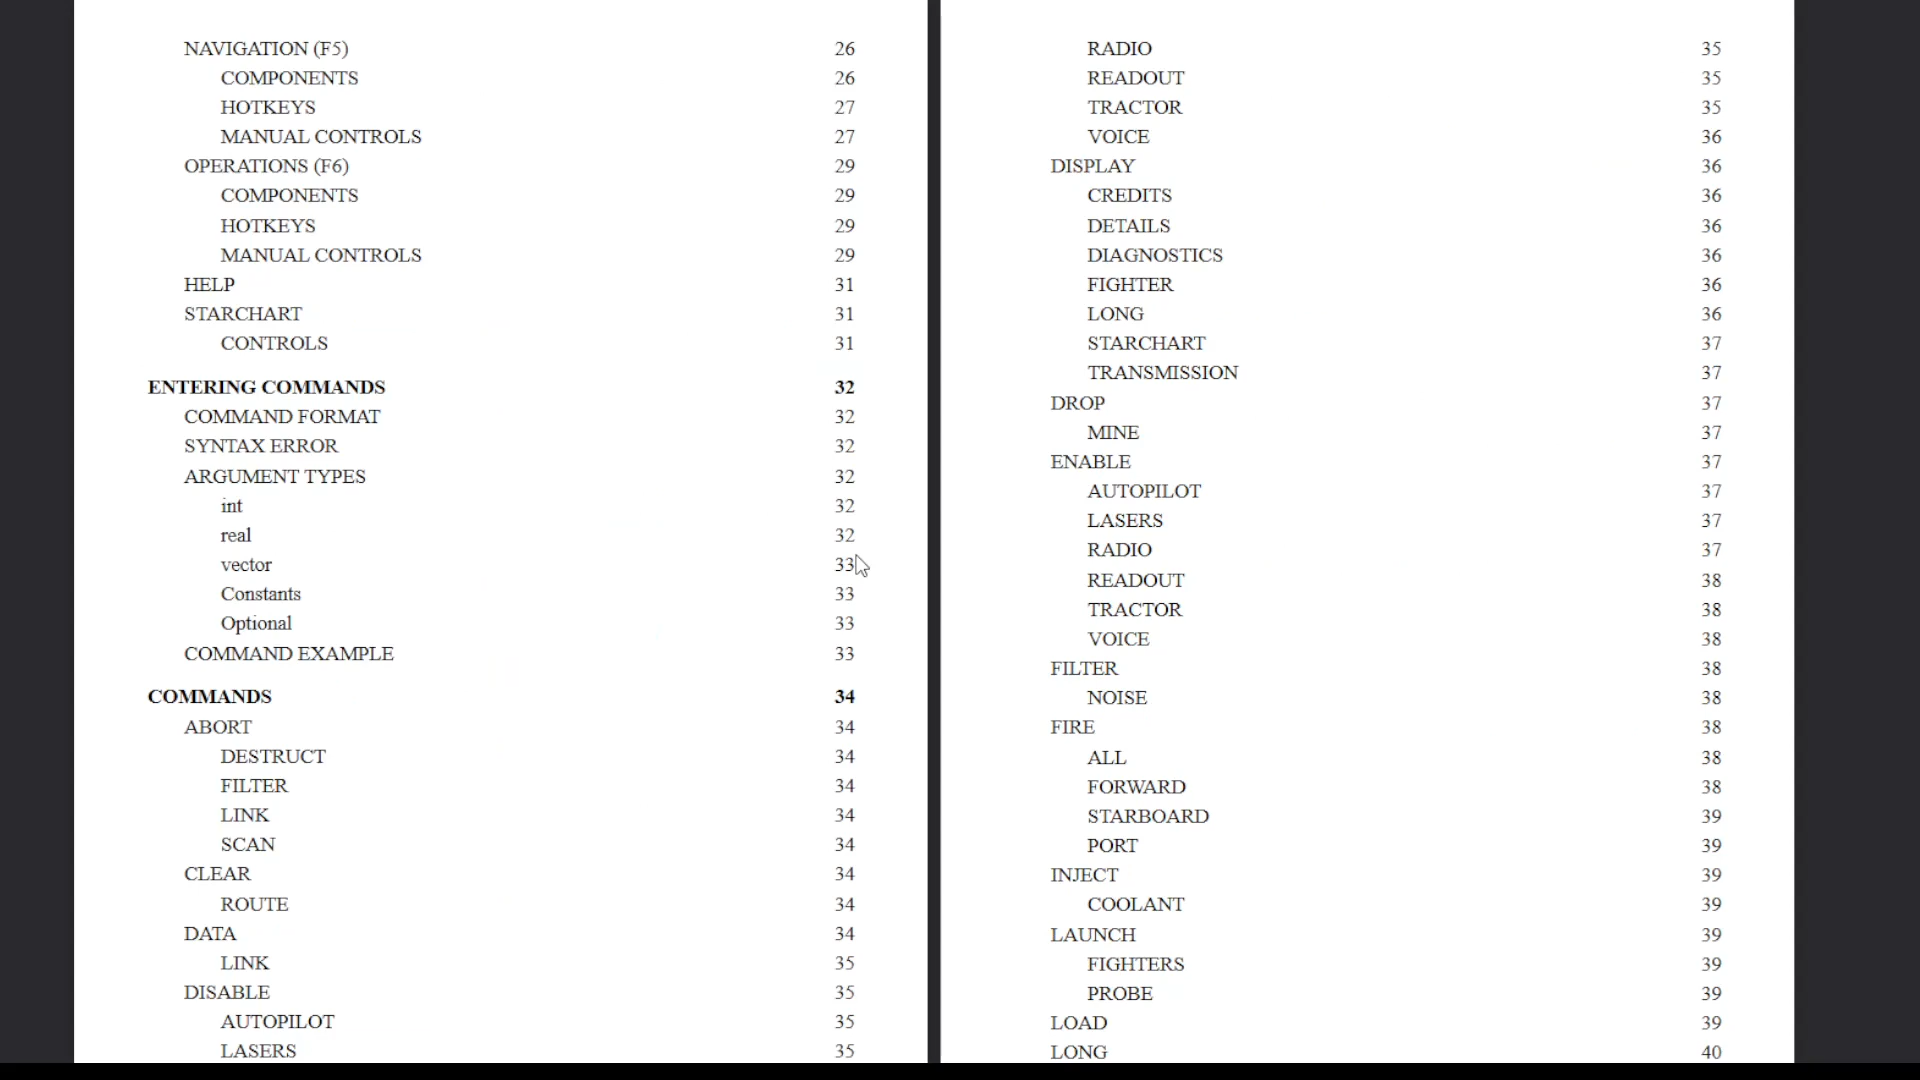 NAVIGATION (F5) 26
COMPONENTS 26
HOTKEYS 27
MANUAL CONTROLS 27
OPERATIONS (F6) 29
COMPONENTS 29
HOTKEYS 29
MANUAL CONTROLS 29
HELP 31
STARCHART 31
CONTROLS 31
ENTERING COMMANDS 32
COMMAND FORMAT 32
SYNTAX ERROR 32
ARGUMENT TYPES 32
int 32
real 32
vector 33
Constants 33
Optional 33
COMMAND EXAMPLE 33
COMMANDS 34
ABORT 34
DESTRUCT 34
FILTER 34
LINK 34
SCAN 34
CLEAR 34
ROUTE 34
DATA 34
LINK 35
DISABLE 35
AUTOPILOT 35
LASERS 35
RADIO 35
READOUT 35
TRACTOR 35
VOICE 36
DISPLAY 36
CREDITS 36
DETAILS 36
DIAGNOSTICS 36
FIGHTER 36
LONG 36
STARCHART 37
TRANSMISSION 37
DROP 37
MINE 37
ENABLE 37
AUTOPILOT 37
LASERS 37
RADIO 37
READOUT 38
TRACTOR 38
VOICE 38
FILTER 38
NOISE 38
FIRE 38
ALL 38
FORWARD 38
STARBOARD 39
PORT 39
INJECT 39
COOLANT 39
LAUNCH 39
FIGHTERS 39
PROBE 39
LOAD 39
LONG 40